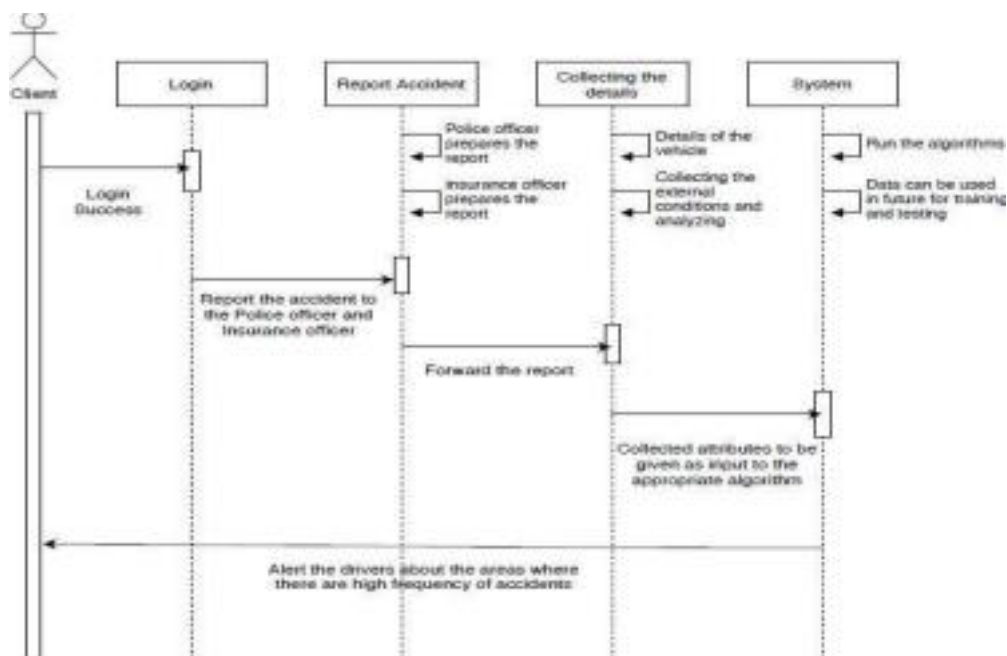 Client
Login
Report Accident
Collecting the
details
System
Police officer
prepares the
report
Insurance officer
prepares the
report
Details of the
vehicle
Collecting the
external
conditions and
analyzing
Run the algorithms
Data can be used
in future for training
and testing
Login
Success
Report the accident to
the Police officer and
Insurance officer
Forward the report
Collected attributes to be
given as input to the
appropriate algorithm
Alert the drivers about the areas where
there are high frequency of accidents